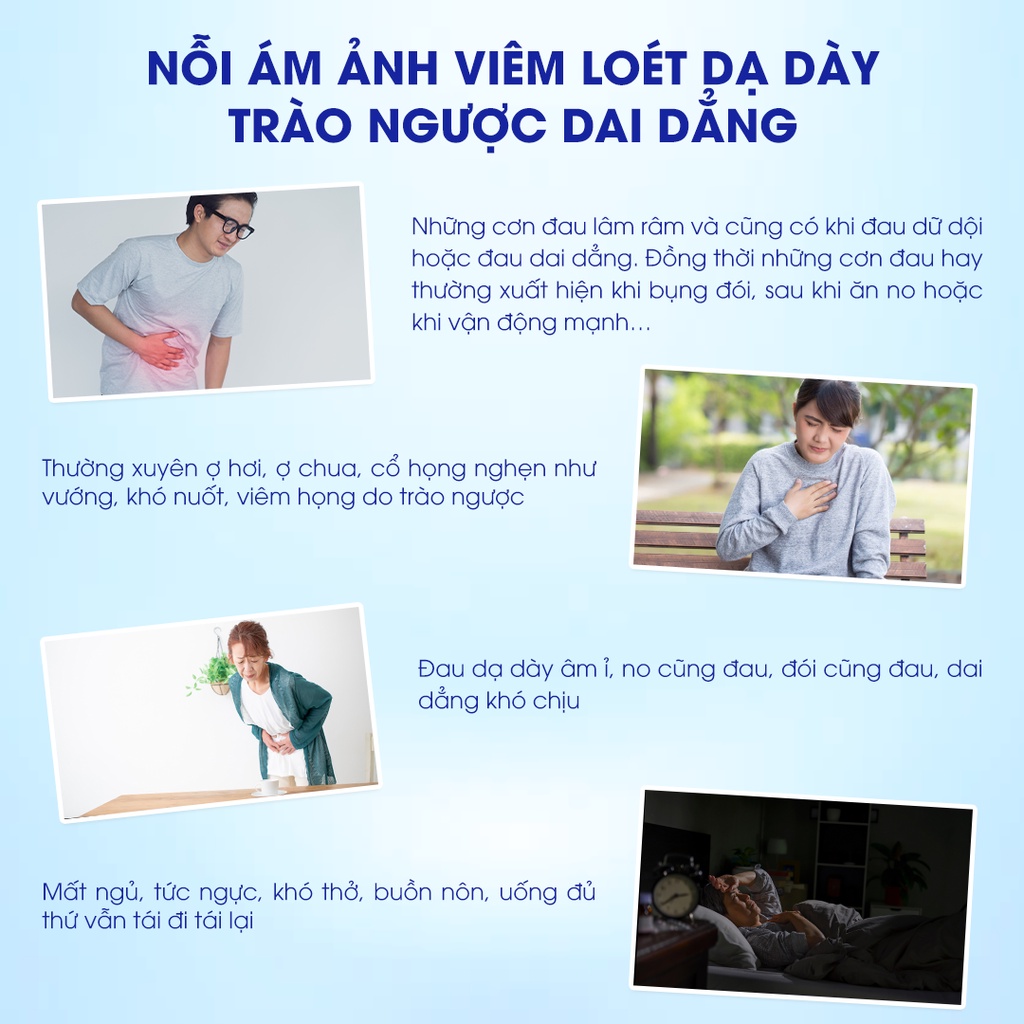 NỖI ÁM ẢNH VIÊM LOÉT DẠ DÀY
TRÀO NGƯỢC DAI DẲNG
Những cơn đau lâm râm và cũng có khi đau dữ dội
hoặc đau dai dẳng. Đồng thời những cơn đau hay
thường xuất hiện khi bụng đói, sau khi ăn no hoặc
khi vận động mạnh...
Thường xuyên ợ hơi, ợ chua, cổ họng nghẹn như
vướng, khó nuốt, viêm họng do trào ngược
Đau dạ dày âm ỉ, no cũng đau, đói cũng đau, dai
dẳng khó chịu
Mất ngủ, tức ngực, khó thở, buồn nôn, uống đủ
thứ vẫn tái đi tái lại